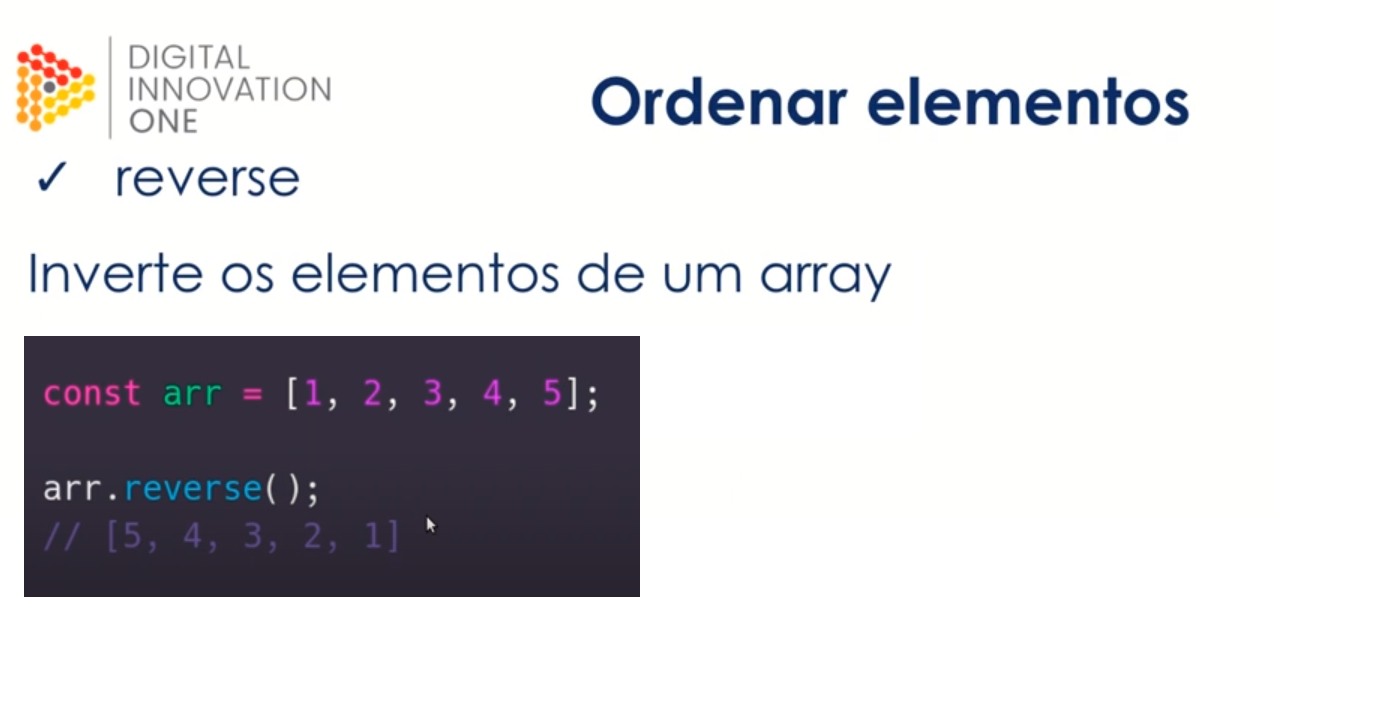 DIGITAL
INNOVATION
ONE
Ordenar elementos
✓ reverse
Inverte os elementos de um array
const arr = [1, 2, 3, 4, 5];
arr.reverse();
// [5, 4, 3, 2, 1]